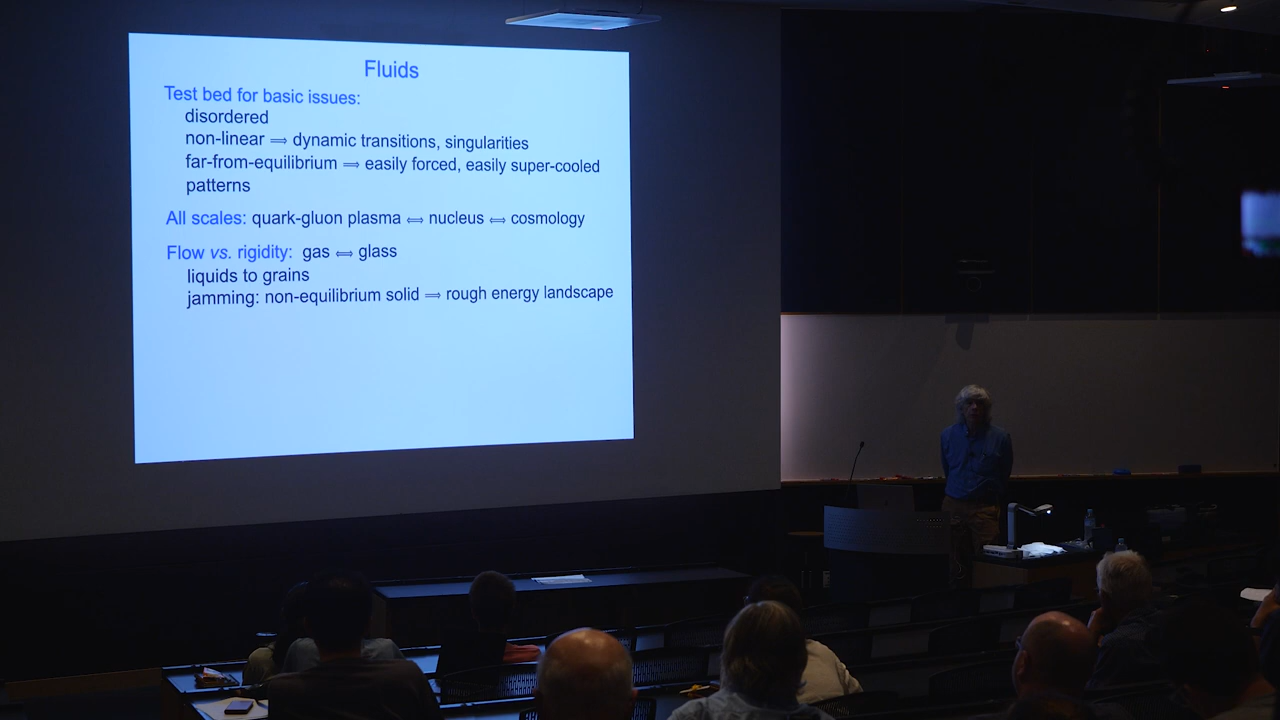 Fluids
Test bed for basic issues:
disordered
non-linear ⟹ dynamic transitions, singularities
far-from-equilibrium ⟹ easily forced, easily super-cooled
patterns
All scales: quark-gluon plasma ⟺ nucleus ⟺ cosmology
Flow vs. rigidity: gas ⟺ glass
liquids to grains
jamming: non-equilibrium solid ⟹ rough energy landscape